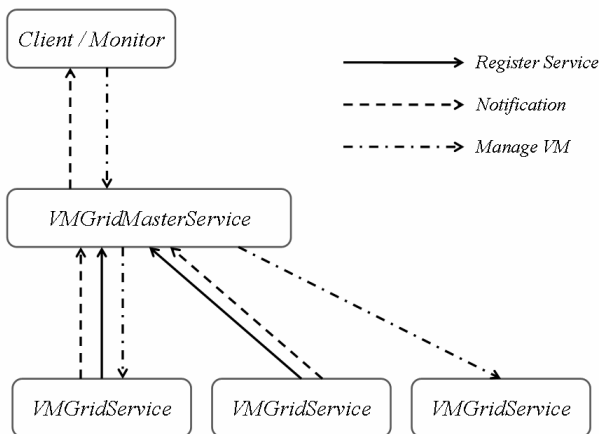 Client / Monitor
Register Service
Notification
Manage VM
VMGridMasterService
VMGridService
VMGridService
VMGridService